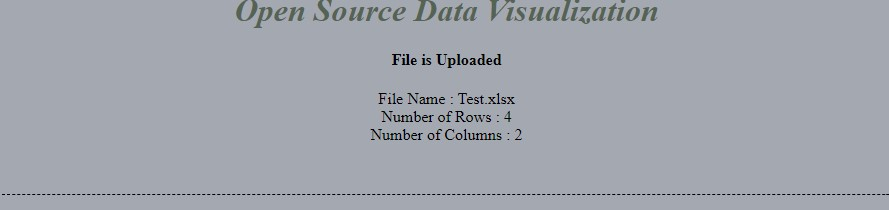 Open Source Data Visualization
File is Uploaded
File Name : Test.xlsx
Number of Rows : 4
Number of Columns : 2